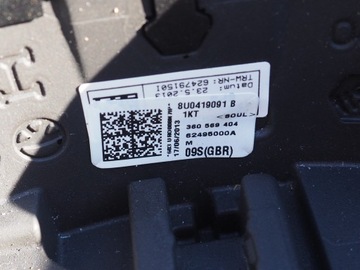 Datum: 23.5.2013
TRW-NR: 62479150I
8U0419091 B
1KT <SOUL>
360 569 404
62495000A
17/06/2013
M
09S(GBR)